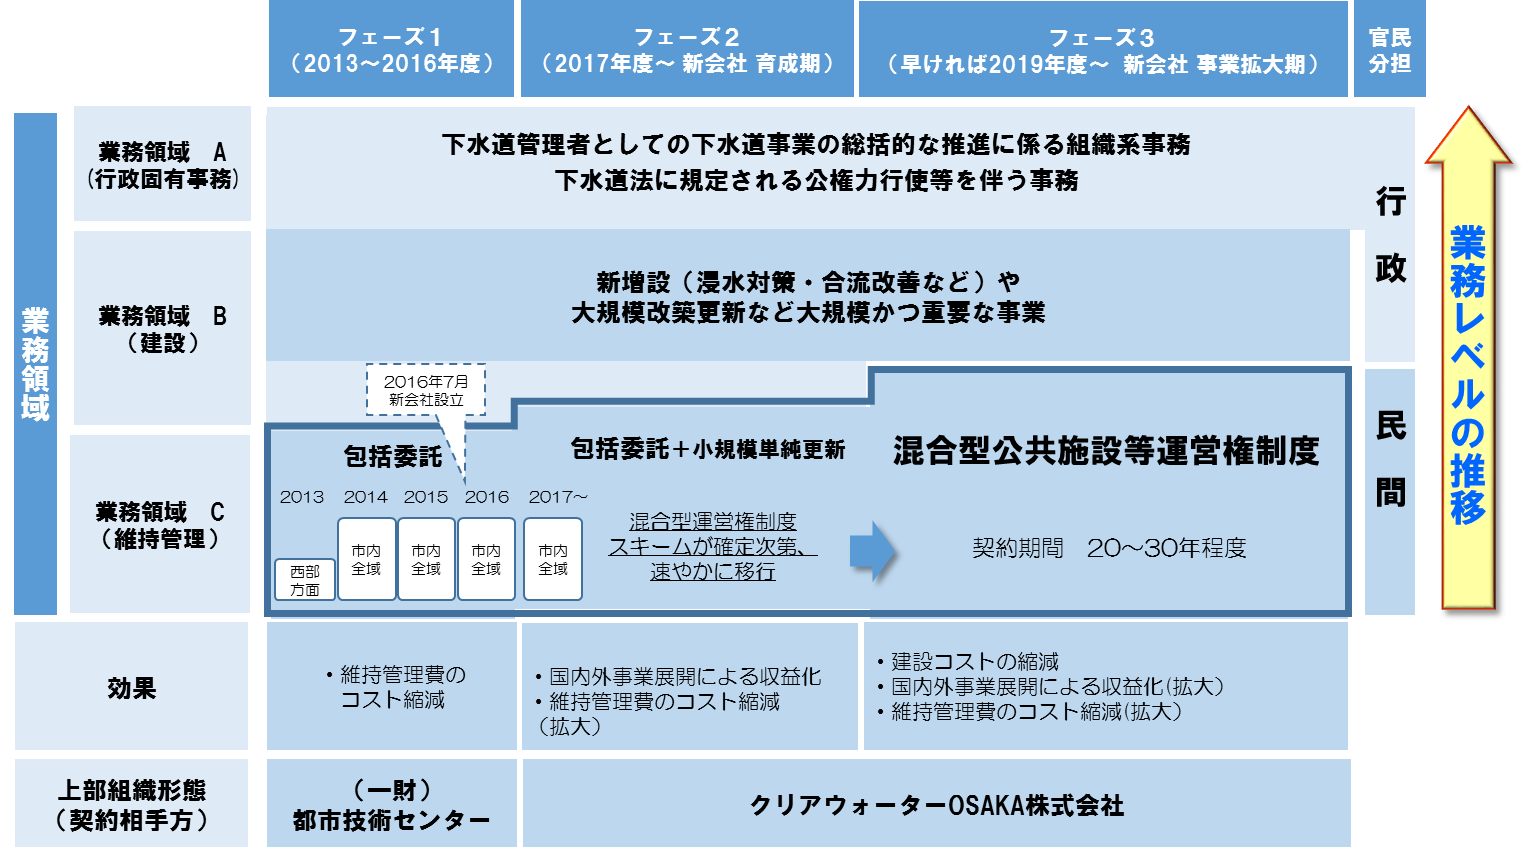 フェーズ１
（2013～2016年度）
フェーズ２
（2017年度～ 新会社 育成期）
フェーズ３
（早ければ2019年度～ 新会社 事業拡大期）
官民
分担
業務領域
業務領域　A
(行政固有事務)
下水道管理者としての下水道事業の総括的な推進に係る組織系事務
下水道法に規定される公権力行使等を伴う事務
行政
業務レベルの推移
業務領域　B
（建設）
新増設（浸水対策・合流改善など）や
大規模改築更新など大規模かつ重要な事業
2016年7月
新会社設立
民間
業務領域　C
（維持管理）
包括委託
2013
2014
2015
2016
2017～
西部
方面
市内
全域
市内
全域
市内
全域
市内
全域
包括委託＋小規模単純更新
混合型運営権制度
スキームが確定次第、
速やかに移行
混合型公共施設等運営権制度
契約期間　20～30年程度
効果
・維持管理費の
コスト縮減
・国内外事業展開による収益化
・維持管理費のコスト縮減
（拡大）
・建設コストの縮減
・国内外事業展開による収益化(拡大）
・維持管理費のコスト縮減(拡大）
上部組織形態
（契約相手方）
（一財）
都市技術センター
クリアウォーターOSAKA株式会社